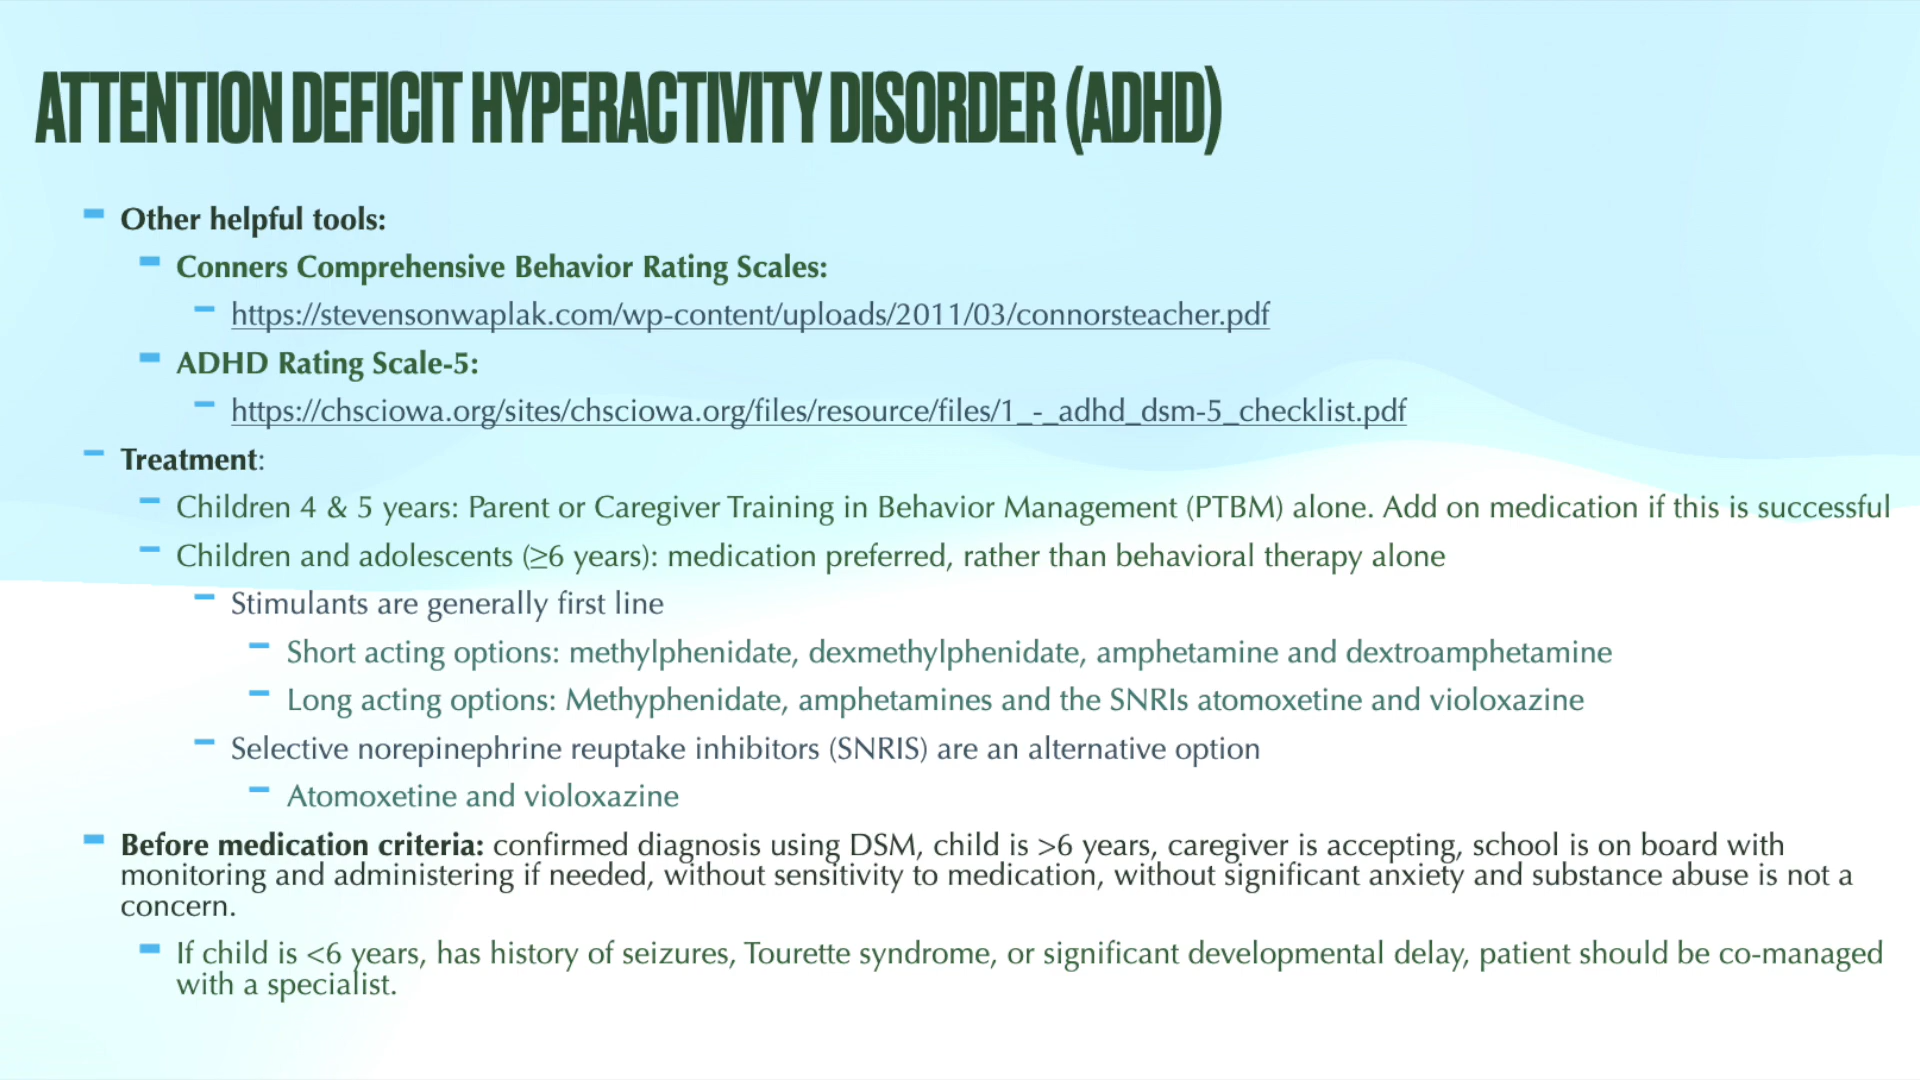 ATTENTION DEFICIT HYPERACTIVITY DISORDER (ADHD)
Other helpful tools:
Conners Comprehensive Behavior Rating Scales:
https://stevensonwaplak.com/wp-content/uploads/2011/03/connorsteacher.pdf
ADHD Rating Scale-5:
https://chsciowa.org/sites/chsciowa.org/files/resource/files/1_-_adhd_dsm-5_checklist.pdf
Treatment:
Children 4 & 5 years: Parent or Caregiver Training in Behavior Management (PTBM) alone. Add on medication if this is successful
Children and adolescents (≥6 years): medication preferred, rather than behavioral therapy alone
Stimulants are generally first line
Short acting options: methylphenidate, dexmethylphenidate, amphetamine and dextroamphetamine
Long acting options: Methyphenidate, amphetamines and the SNRIs atomoxetine and violoxazine
Selective norepinephrine reuptake inhibitors (SNRIS) are an alternative option
Atomoxetine and violoxazine
Before medication criteria: confirmed diagnosis using DSM, child is >6 years, caregiver is accepting, school is on board with
monitoring and administering if needed, without sensitivity to medication, without significant anxiety and substance abuse is not a
concern.
If child is <6 years, has history of seizures, Tourette syndrome, or significant developmental delay, patient should be co-managed
with a specialist.